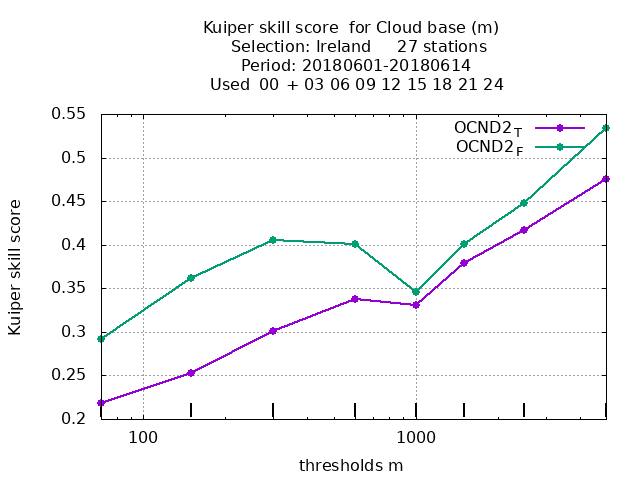 Kuiper skill score  for Cloud base (m)
Selection: Ireland     27 stations
Period: 20180601-20180614
Used  00 + 03 06 09 12 15 18 21 24
OCND2T
OCND2F
0.55
0.5
0.45
0.4
0.35
0.3
0.25
0.2
Kuiper skill score
100 1000
thresholds m